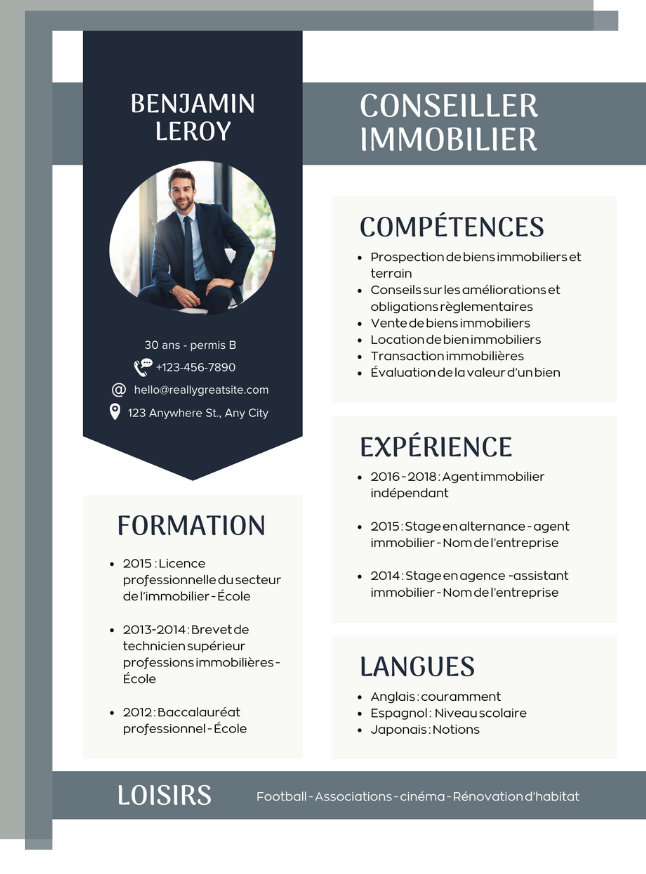 BENJAMIN
LEROY
CONSEILLER
IMMOBILIER
30 ans - permis B
+123-456-7890
@ hello@reallygreatsite.com
123 Anywhere St., Any City
FORMATION
• 2015 : Licence
professionnelle du secteur
de l'immobilier - École
• 2013-2014 : Brevet de
technicien supérieur
professions immobilières -
École
• 2012 : Baccalauréat
professionnel - École
COMPÉTENCES
• Prospection de biens immobiliers et
terrain
• Conseils sur les améliorations et
obligations règlementaires
• Vente de biens immobiliers
• Location de bien immobiliers
• Transaction immobilières
• Évaluation de la valeur d'un bien
EXPÉRIENCE
• 2016 - 2018 : Agent immobilier
indépendant
• 2015 : Stage en alternance - agent
immobilier - Nom de l'entreprise
• 2014 : Stage en agence -assistant
immobilier - Nom de l'entreprise
LANGUES
• Anglais : couramment
• Espagnol : Niveau scolaire
• Japonais : Notions
LOISIRS
Football - Associations - cinéma - Rénovation d'habitat